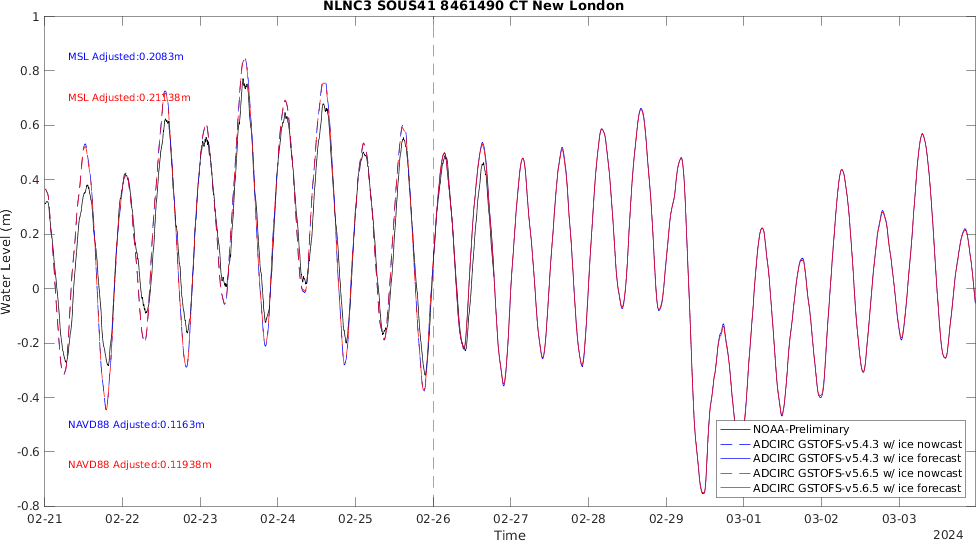 NLNC3 SOUS41 8461490 CT New London
Water Level (m)
1
0.8
0.6
0.4
0.2
0
-0.2
-0.4
-0.6
-0.8
MSL Adjusted:0.2083m
MSL Adjusted:0.21138m
NAVD88 Adjusted:0.1163m
NAVD88 Adjusted:0.11938m
NOAA-Preliminary
ADCIRC GSTOFS-v5.4.3 w/ ice nowcast
ADCIRC GSTOFS-v5.4.3 w/ ice forecast
ADCIRC GSTOFS-v5.6.5 w/ ice nowcast
ADCIRC GSTOFS-v5.6.5 w/ ice forecast
02-21 02-22 02-23 02-24 02-25 02-26 02-27 02-28 02-29 03-01 03-02 03-03
Time
2024